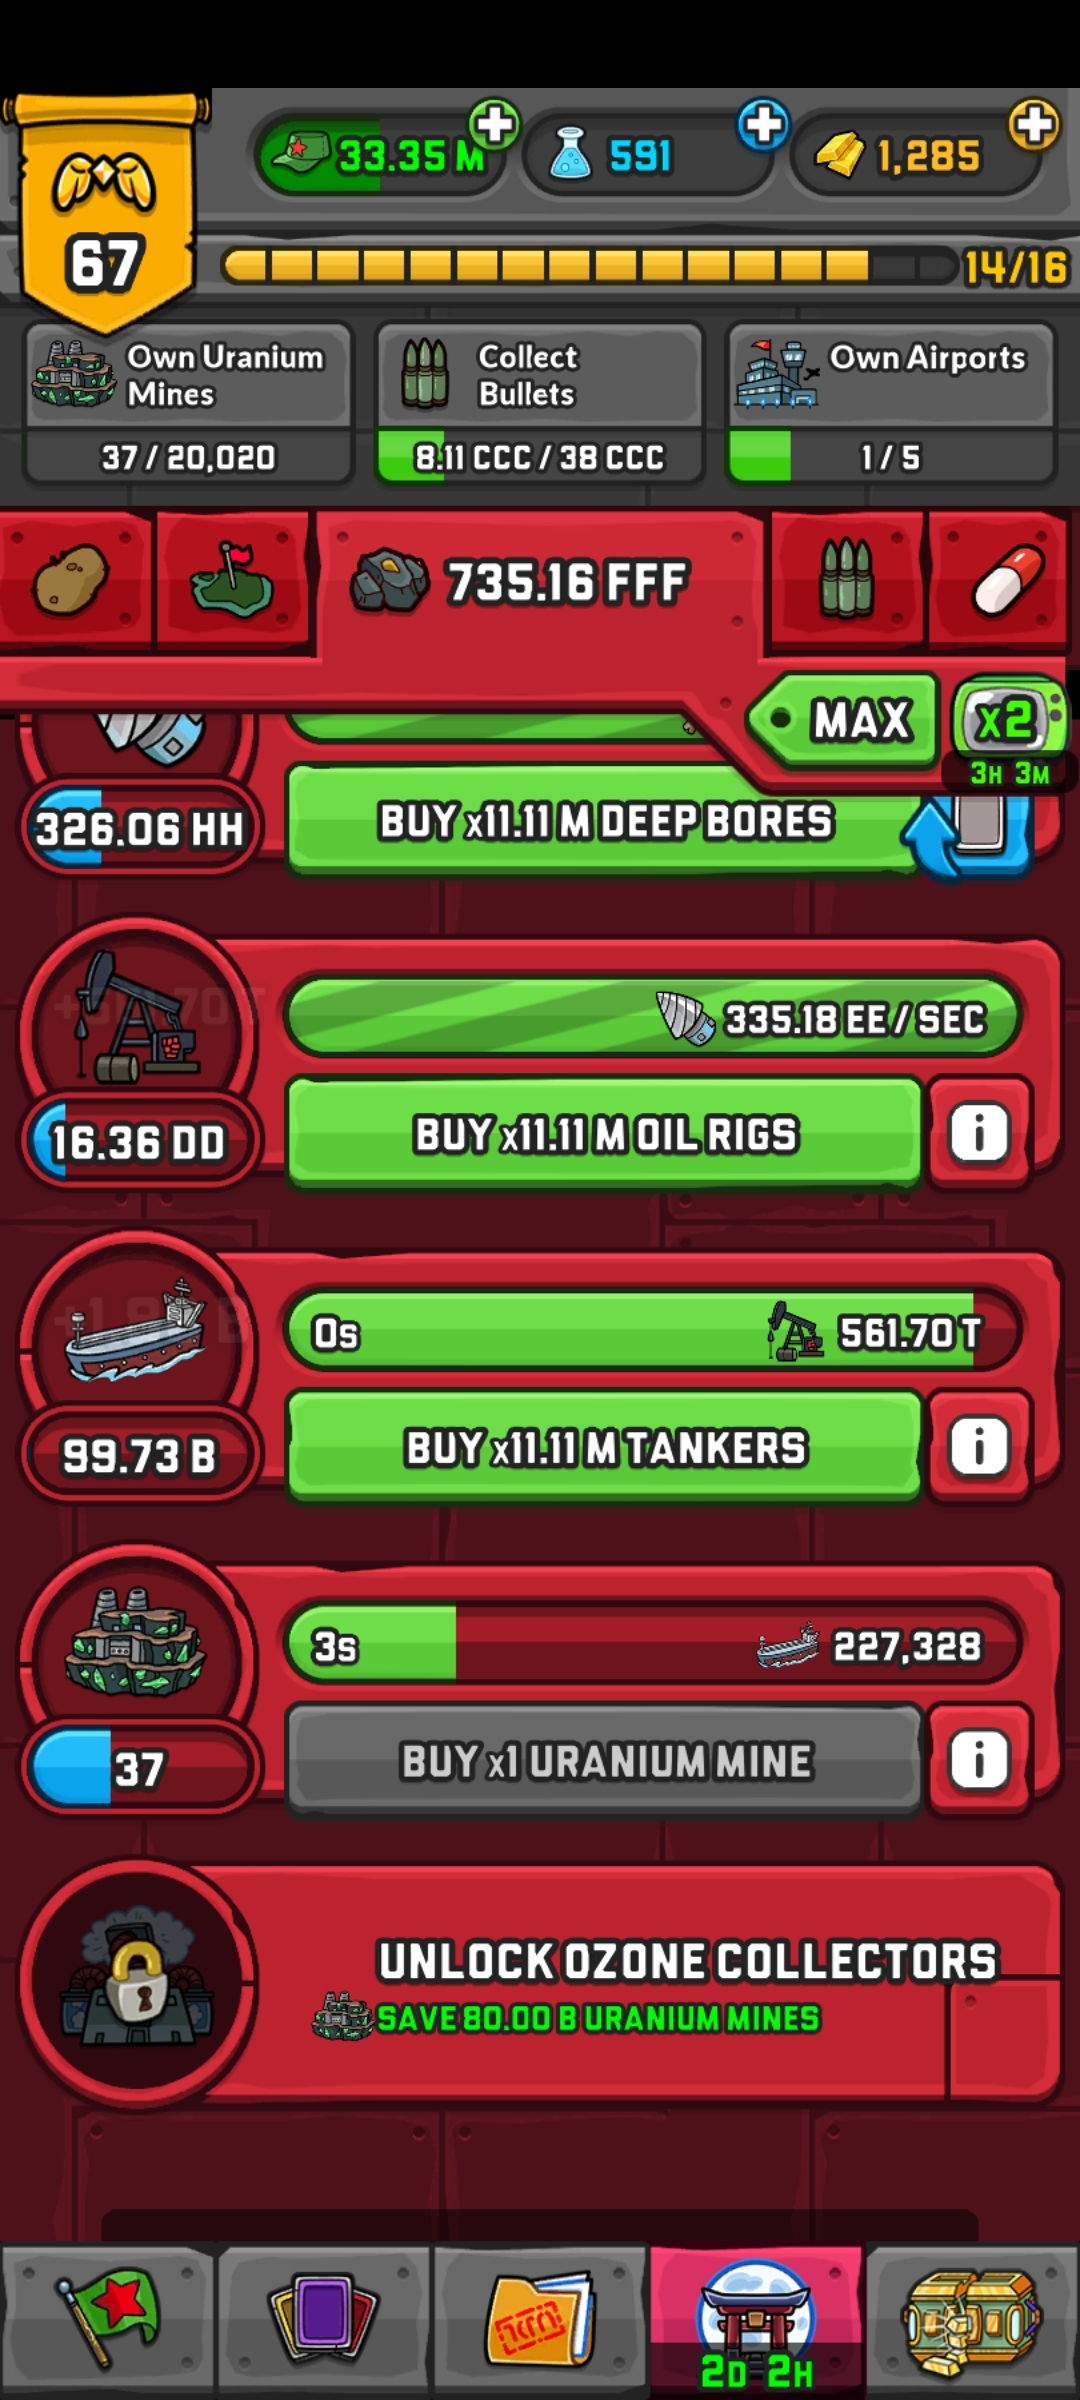 33.35 M
591
1,285
67
14/16
Own Uranium
Mines
37 / 20,020
Collect
Bullets
8.11 CCC / 38 CCC
Own Airports
1 / 5
735.16 FFF
MAX
x2
3H 3M
326.06 HH
BUY x11.11 M DEEP BORES
335.18 EE / SEC
16.36 DD
BUY x11.11 M OIL RIGS
i
0s
561.70 T
99.73 B
BUY x11.11 M TANKERS
i
3s
227,328
37
BUY x1 URANIUM MINE
i
UNLOCK OZONE COLLECTORS
SAVE 80.00 B URANIUM MINES
2D 2H